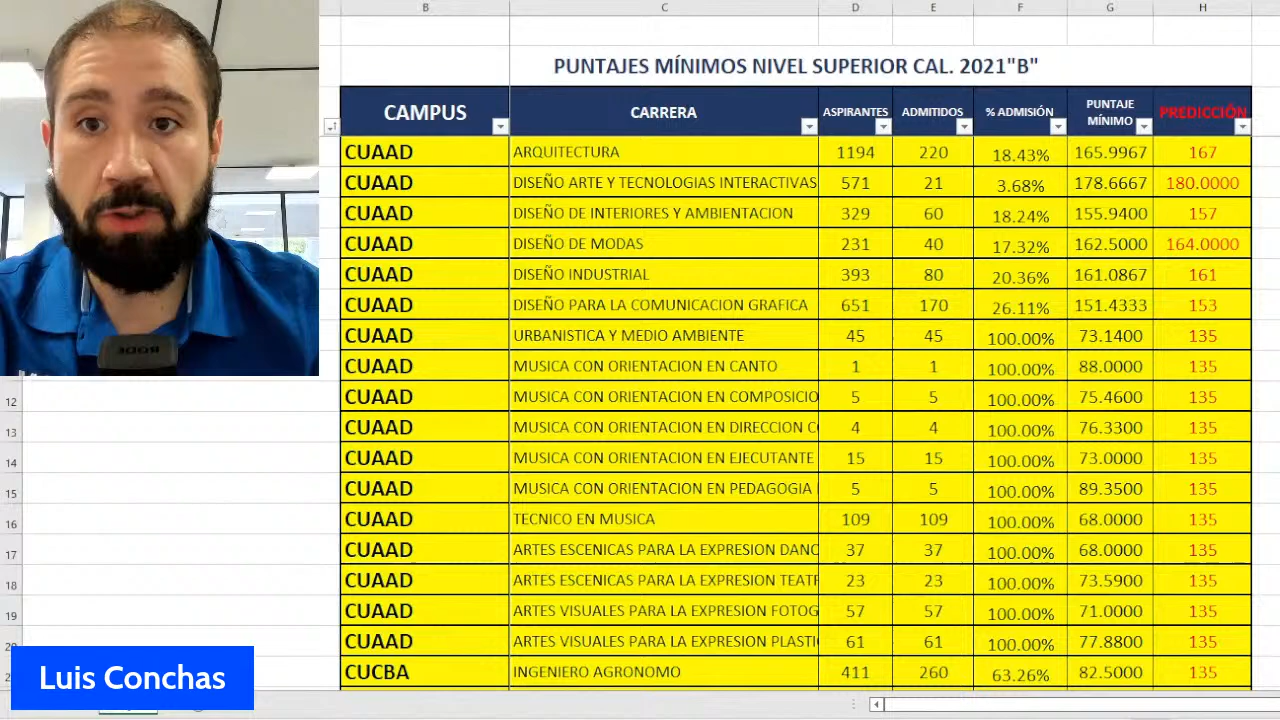 B C D E F G H
PUNTAJES MÍNIMOS NIVEL SUPERIOR CAL. 2021"B"
CAMPUS CARRERA ASPIRANTES ADMITIDOS % ADMISIÓN PUNTAJE MÍNIMO PREDICCIÓN
CUAAD ARQUITECTURA 1194 220 18.43% 165.9967 167
CUAAD DISEÑO ARTE Y TECNOLOGIAS INTERACTIVAS 571 21 3.68% 178.6667 180.0000
CUAAD DISEÑO DE INTERIORES Y AMBIENTACION 329 60 18.24% 155.9400 157
CUAAD DISEÑO DE MODAS 231 40 17.32% 162.5000 164.0000
CUAAD DISEÑO INDUSTRIAL 393 80 20.36% 161.0867 161
CUAAD DISEÑO PARA LA COMUNICACION GRAFICA 651 170 26.11% 151.4333 153
CUAAD URBANISTICA Y MEDIO AMBIENTE 45 45 100.00% 73.1400 135
CUAAD MUSICA CON ORIENTACION EN CANTO 1 1 100.00% 88.0000 135
12 CUAAD MUSICA CON ORIENTACION EN COMPOSICIO 5 5 100.00% 75.4600 135
13 CUAAD MUSICA CON ORIENTACION EN DIRECCION C 4 4 100.00% 76.3300 135
14 CUAAD MUSICA CON ORIENTACION EN EJECUTANTE 15 15 100.00% 73.0000 135
15 CUAAD MUSICA CON ORIENTACION EN PEDAGOGIA 5 5 100.00% 89.3500 135
16 CUAAD TECNICO EN MUSICA 109 109 100.00% 68.0000 135
17 CUAAD ARTES ESCENICAS PARA LA EXPRESION DANC 37 37 100.00% 68.0000 135
18 CUAAD ARTES ESCENICAS PARA LA EXPRESION TEAT 23 23 100.00% 73.5900 135
19 CUAAD ARTES VISUALES PARA LA EXPRESION FOTOG 57 57 100.00% 71.0000 135
20 CUAAD ARTES VISUALES PARA LA EXPRESION PLASTI 61 61 100.00% 77.8800 135
CUCBA INGENIERO AGRONOMO 411 260 63.26% 82.5000 135
Luis Conchas
RODE